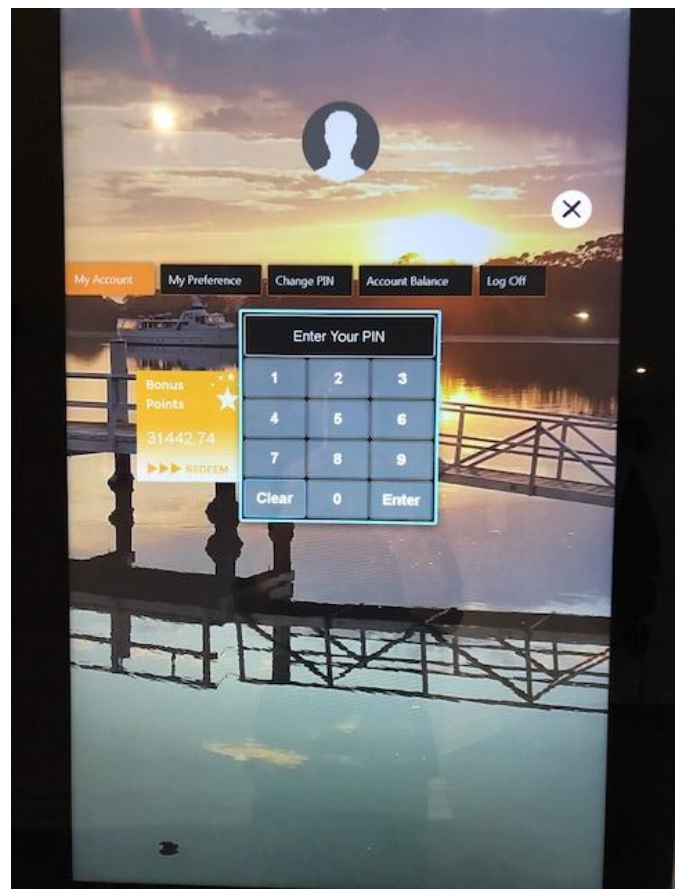 My Account My Preference Change PIN Account Balance Log Off
Enter Your PIN
Bonus
Points
31442.74
REDEEM
1 2 3
4 5 6
7 8 9
Clear 0 Enter